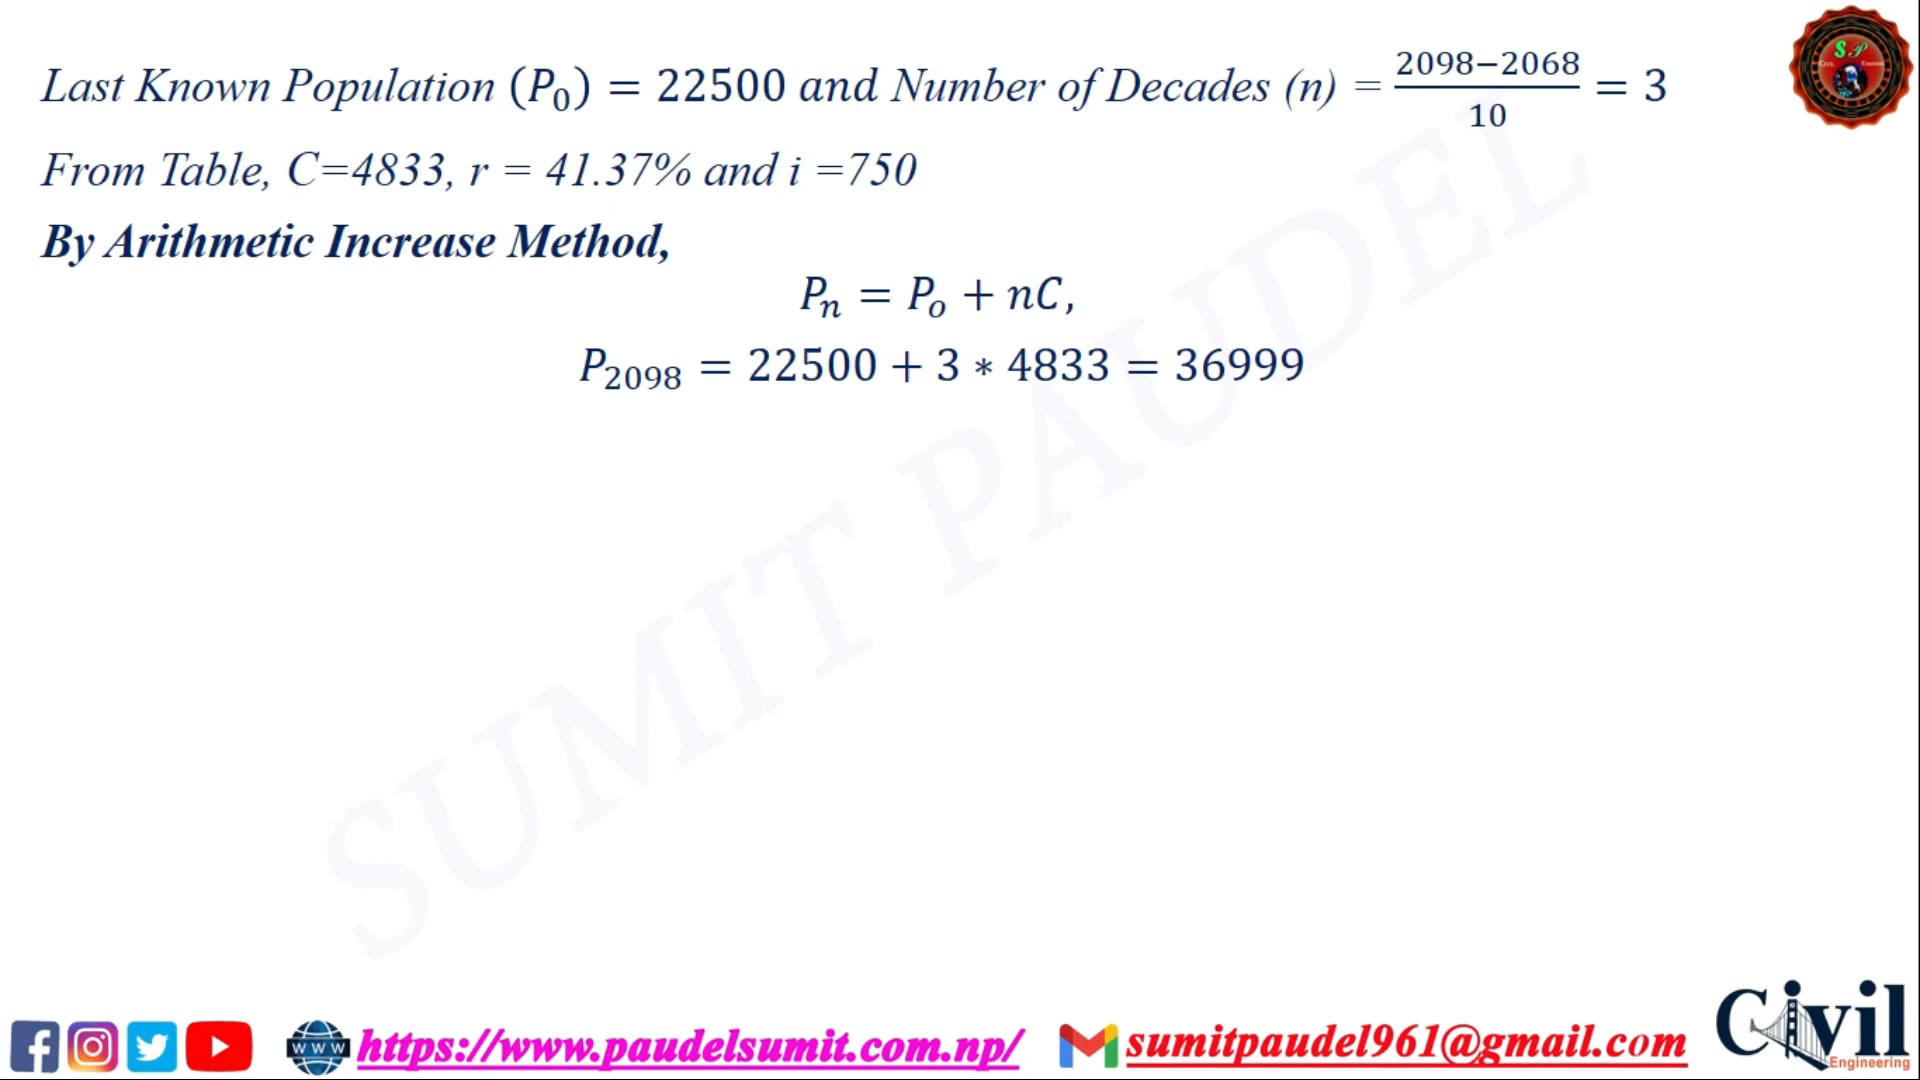 Last Known Population (P₀) = 22500 and Number of Decades (n) = (2098−2068)/10 = 3
From Table, C=4833, r = 41.37% and i =750
By Arithmetic Increase Method,
Pₙ = Pₒ + nC,
P₂₀₉₈ = 22500 + 3 ∗ 4833 = 36999
SUMIT PAUDEL
SP
WWW https://www.paudelsumit.com.np/ sumitpaudel961@gmail.com
Civil
Engineering